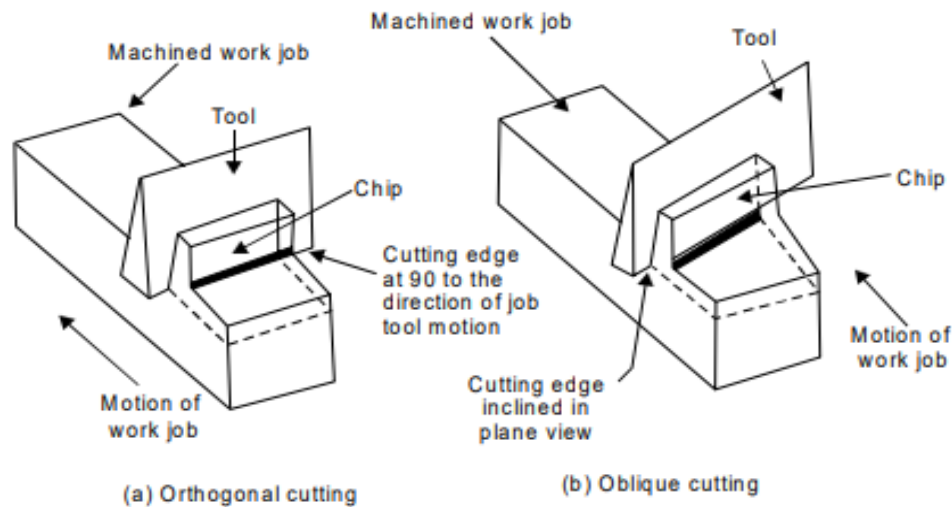 Machined work job
Tool
Chip
Cutting edge
at 90 to the
direction of job
tool motion
Motion of
work job
(a) Orthogonal cutting
Machined work job
Tool
Chip
Motion of
work job
Cutting edge
inclined in
plane view
(b) Oblique cutting